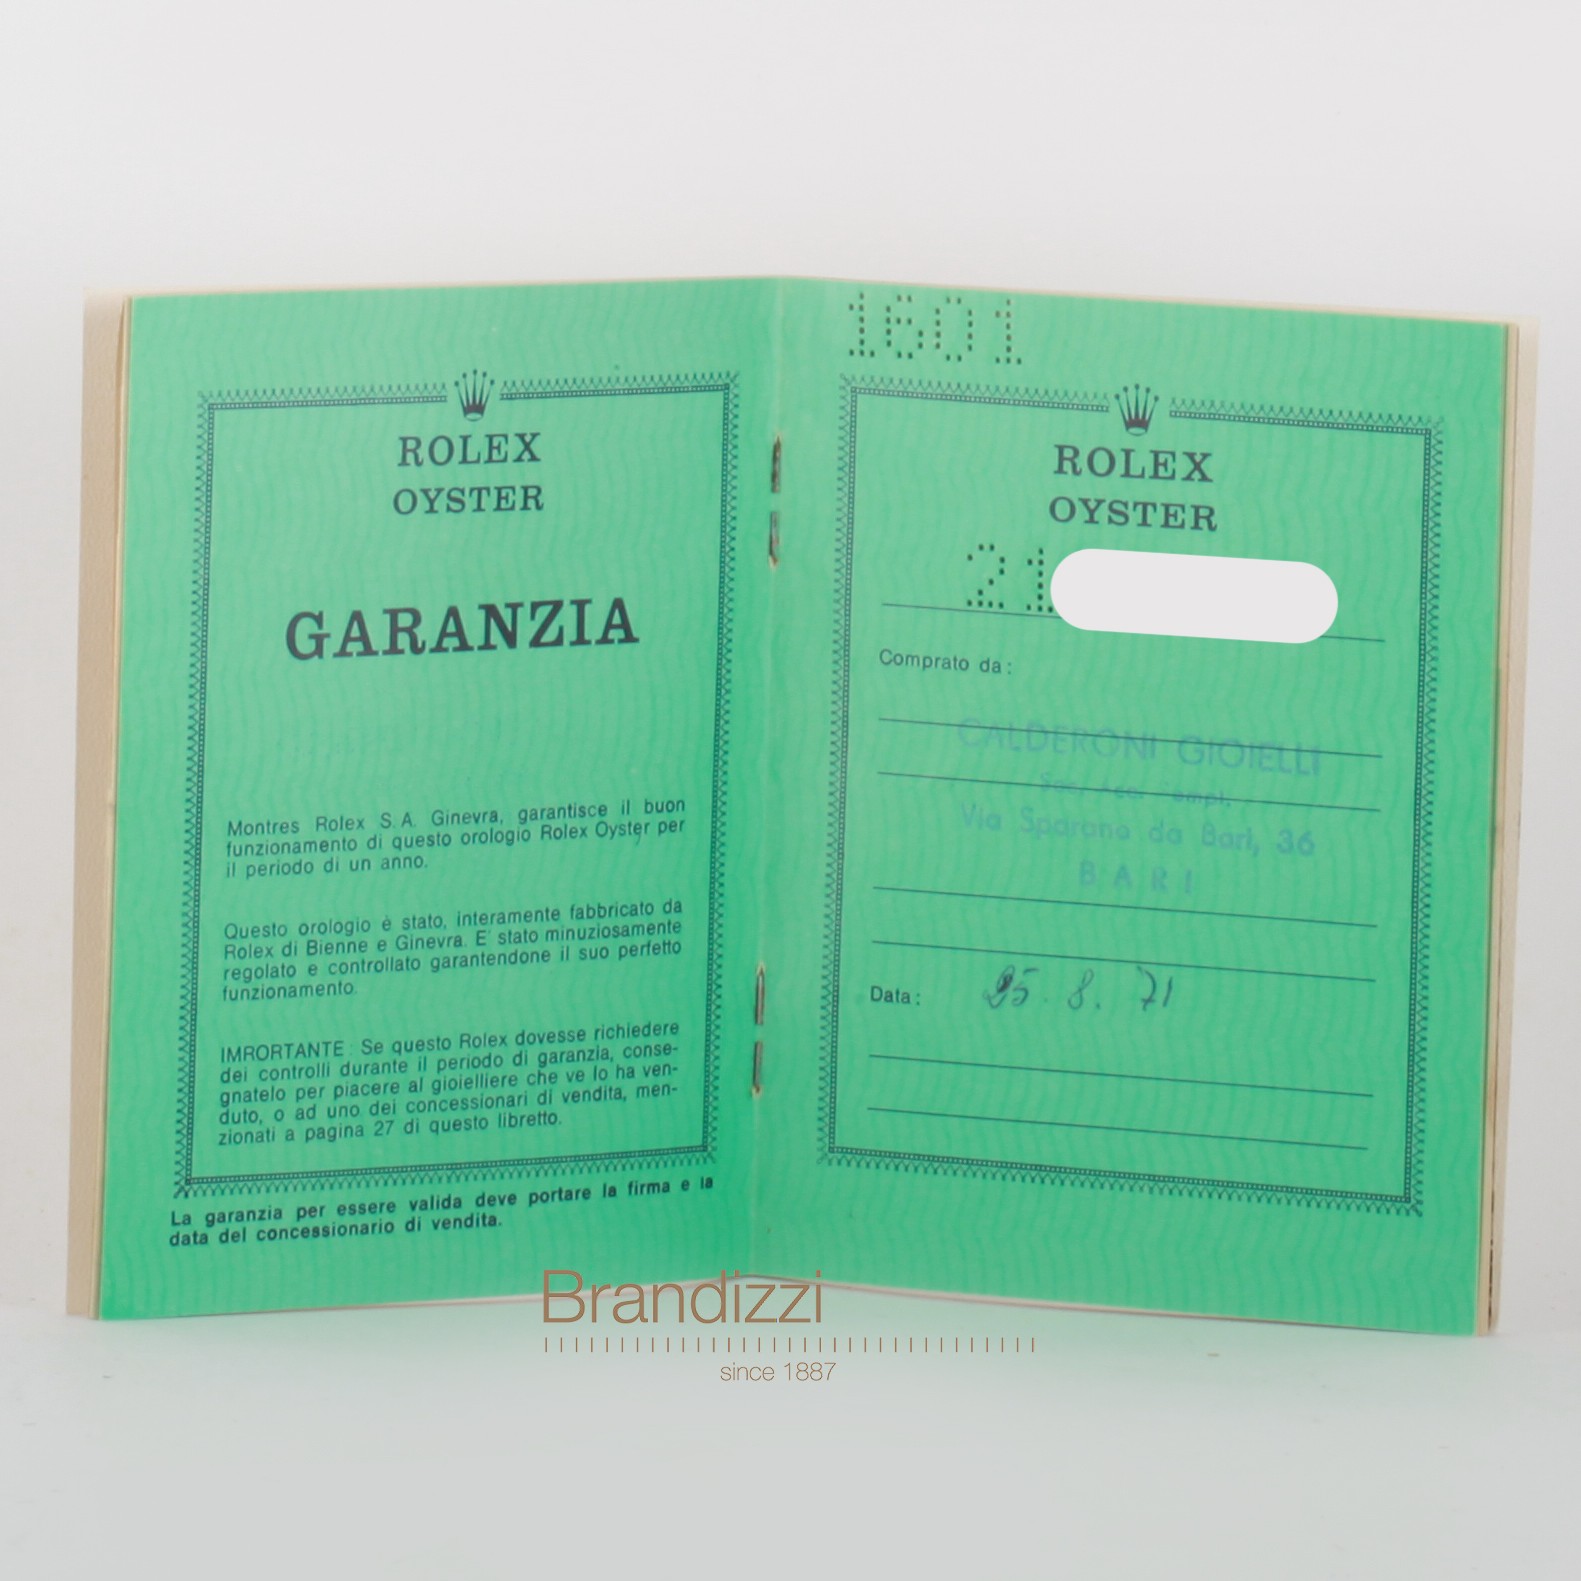 ROLEX
OYSTER
GARANZIA
Montres Rolex S.A. Ginevra, garantisce il buon
funzionamento di questo orologio Rolex Oyster per
il periodo di un anno.
Questo orologio è stato, interamente fabbricato da
Rolex di Bienne e Ginevra. E' stato minuziosamente
regolato e controllato garantendone il suo perfetto
funzionamento.
IMRORTANTE: Se questo Rolex dovesse richiedere
dei controlli durante il periodo di garanzia, conse-
gnatelo per piacere al gioielliere che ve lo ha ven-
duto, o ad uno dei concessionari di vendita, men-
zionati a pagina 27 di questo libretto.
La garanzia per essere valida deve portare la firma e la
data del concessionario di vendita.
1601
ROLEX
OYSTER
21
Comprato da:
CALDERONI GIOIELLI
Via Sparano da Bari, 36
BARI
Data: 25.8.71
Brandizzi
since 1887